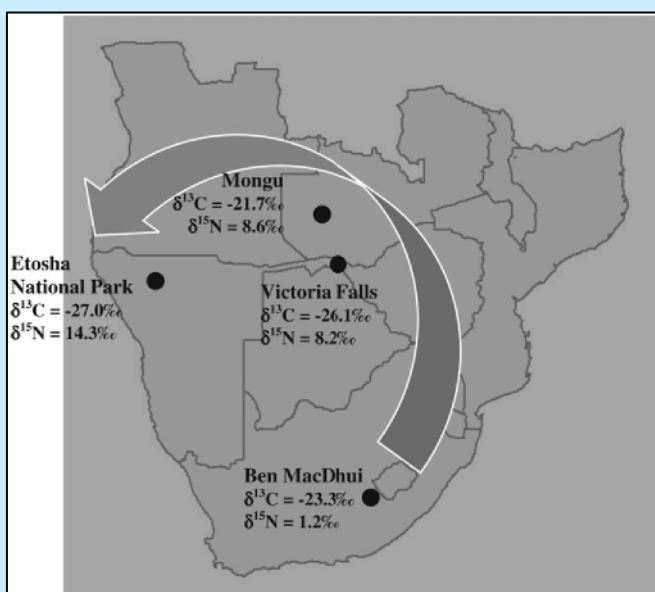 Mongu
δ¹³C = -21.7‰
δ¹⁵N = 8.6‰
Etosha
National Park
δ¹³C = -27.0‰
δ¹⁵N = 14.3‰
Victoria Falls
δ¹³C = -26.1‰
δ¹⁵N = 8.2‰
Ben MacDhui
δ¹³C = -23.3‰
δ¹⁵N = 1.2‰